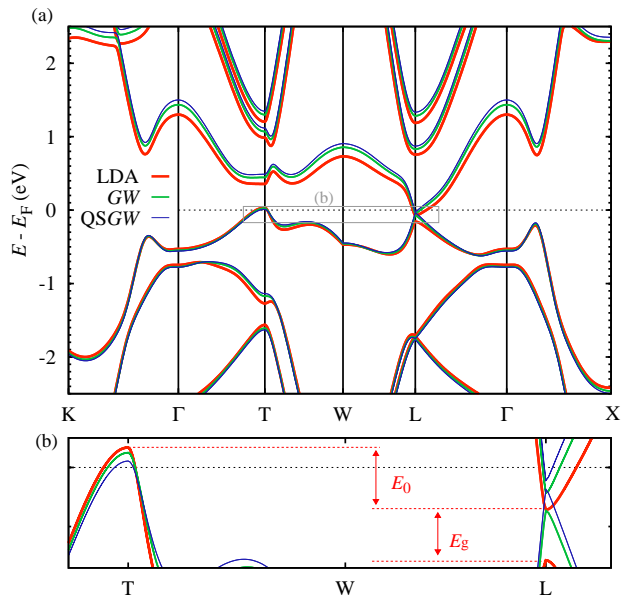 (a)
E - E_F (eV)
2
1
0
-1
-2
LDA
GW
QSGW
(b)
K Γ T W L Γ X
(b)
E_0
E_g
T W L